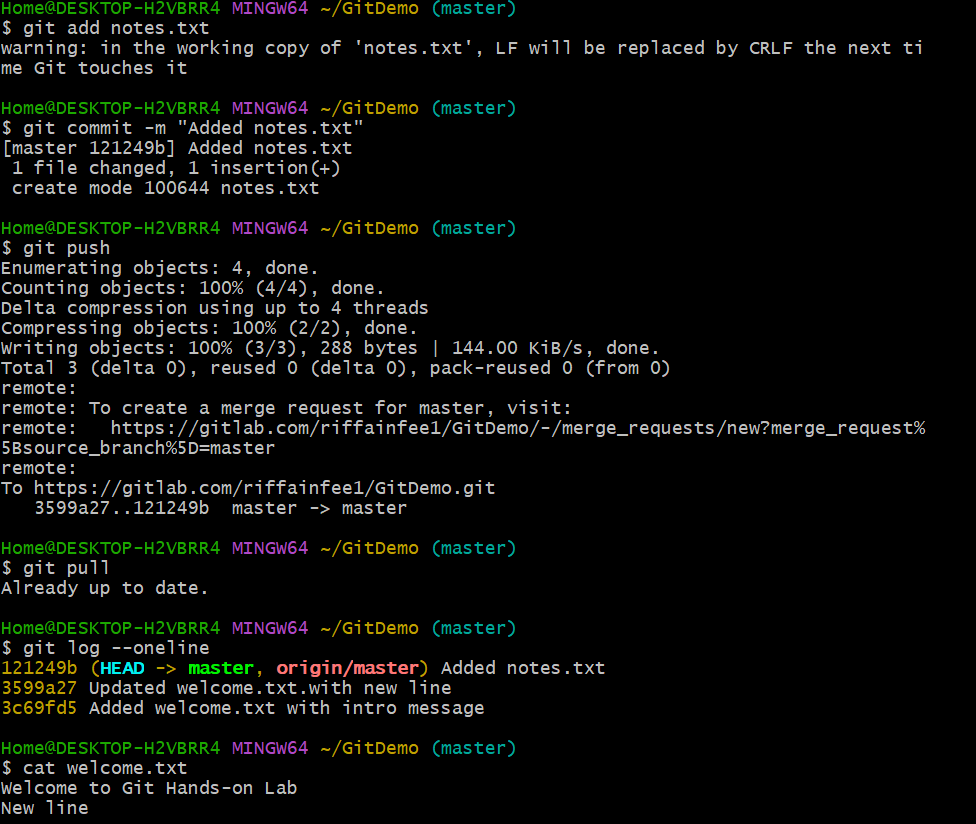 Home@DESKTOP-H2VBRR4 MINGW64 ~/GitDemo (master)
$ git add notes.txt
warning: in the working copy of 'notes.txt', LF will be replaced by CRLF the next ti
me Git touches it
Home@DESKTOP-H2VBRR4 MINGW64 ~/GitDemo (master)
$ git commit -m "Added notes.txt"
[master 121249b] Added notes.txt
 1 file changed, 1 insertion(+)
 create mode 100644 notes.txt
Home@DESKTOP-H2VBRR4 MINGW64 ~/GitDemo (master)
$ git push
Enumerating objects: 4, done.
Counting objects: 100% (4/4), done.
Delta compression using up to 4 threads
Compressing objects: 100% (2/2), done.
Writing objects: 100% (3/3), 288 bytes | 144.00 KiB/s, done.
Total 3 (delta 0), reused 0 (delta 0), pack-reused 0 (from 0)
remote:
remote: To create a merge request for master, visit:
remote:   https://gitlab.com/riffainfee1/GitDemo/-/merge_requests/new?merge_request%
5Bsource_branch%5D=master
remote:
To https://gitlab.com/riffainfee1/GitDemo.git
   3599a27..121249b  master -> master
Home@DESKTOP-H2VBRR4 MINGW64 ~/GitDemo (master)
$ git pull
Already up to date.
Home@DESKTOP-H2VBRR4 MINGW64 ~/GitDemo (master)
$ git log --oneline
121249b (HEAD -> master, origin/master) Added notes.txt
3599a27 Updated welcome.txt.with new line
3c69fd5 Added welcome.txt with intro message
Home@DESKTOP-H2VBRR4 MINGW64 ~/GitDemo (master)
$ cat welcome.txt
Welcome to Git Hands-on Lab
New line